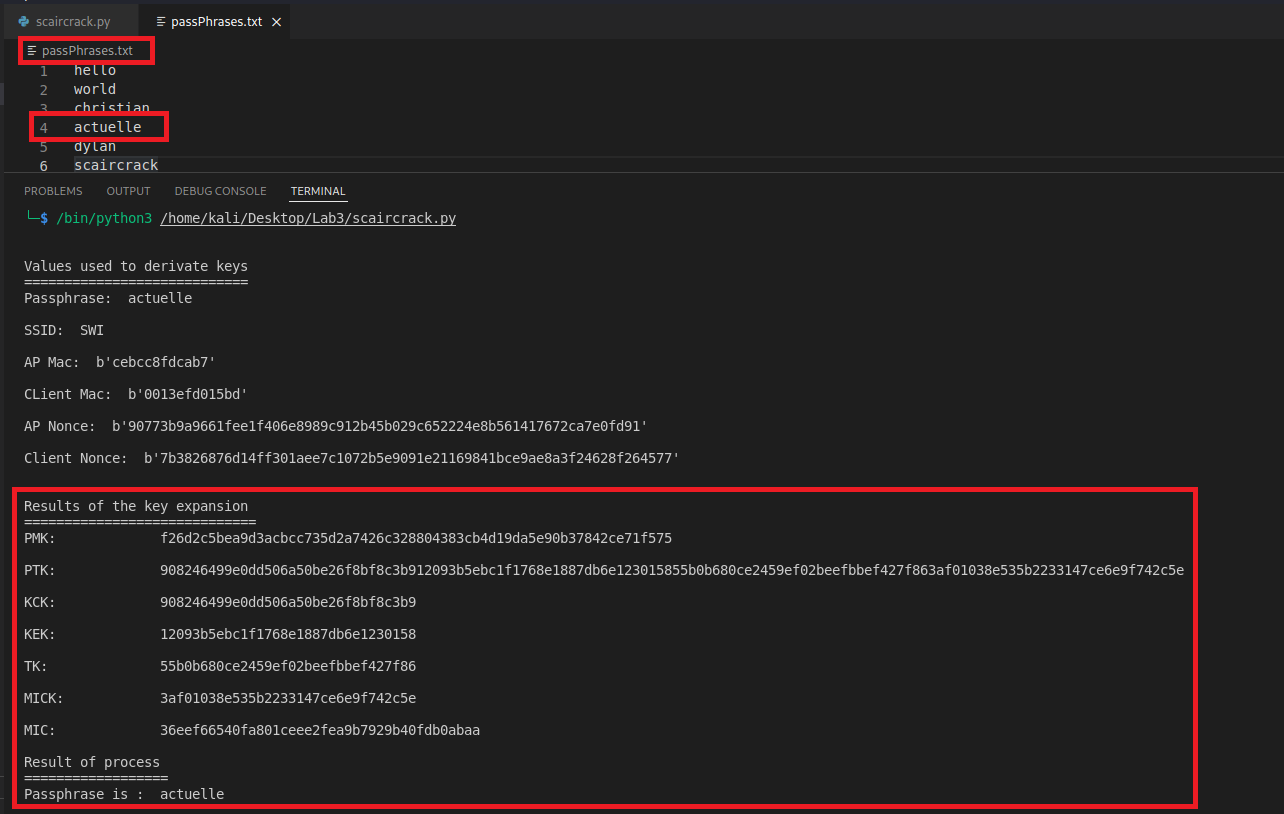 scaircrack.py passPhrases.txt
passPhrases.txt
1 hello
2 world
3 christian
4 actuelle
5 dylan
6 scaircrack
PROBLEMS OUTPUT DEBUG CONSOLE TERMINAL
└─$ /bin/python3 /home/kali/Desktop/Lab3/scaircrack.py
Values used to derivate keys
============================
Passphrase:  actuelle
SSID:  SWI
AP Mac:  b'cebcc8fdcab7'
CLient Mac:  b'0013efd015bd'
AP Nonce:  b'90773b9a9661fee1f406e8989c912b45b029c652224e8b561417672ca7e0fd91'
Client Nonce:  b'7b3826876d14ff301aee7c1072b5e9091e21169841bce9ae8a3f24628f264577'
Results of the key expansion
=============================
PMK: f26d2c5bea9d3acbcc735d2a7426c328804383cb4d19da5e90b37842ce71f575
PTK: 908246499e0dd506a50be26f8bf8c3b912093b5ebc1f1768e1887db6e123015855b0b680ce2459ef02beefbbef427f863af01038e535b2233147ce6e9f742c5e
KCK: 908246499e0dd506a50be26f8bf8c3b9
KEK: 12093b5ebc1f1768e1887db6e1230158
TK: 55b0b680ce2459ef02beefbbef427f86
MICK: 3af01038e535b2233147ce6e9f742c5e
MIC: 36eef66540fa801ceee2fea9b7929b40fdb0abaa
Result of process
==================
Passphrase is :  actuelle